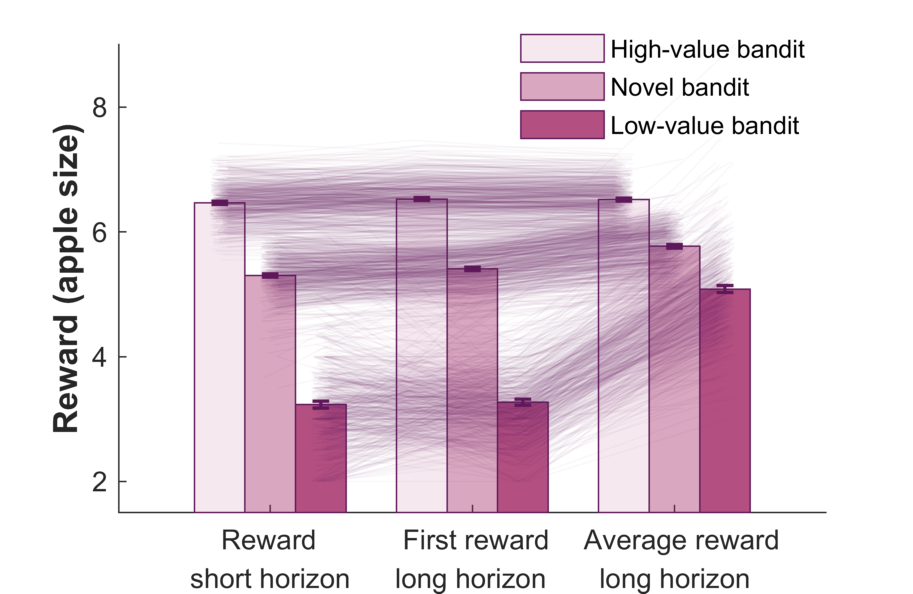 High-value bandit
Novel bandit
Low-value bandit
Reward (apple size)
8
6
4
2
Reward
short horizon
First reward
long horizon
Average reward
long horizon